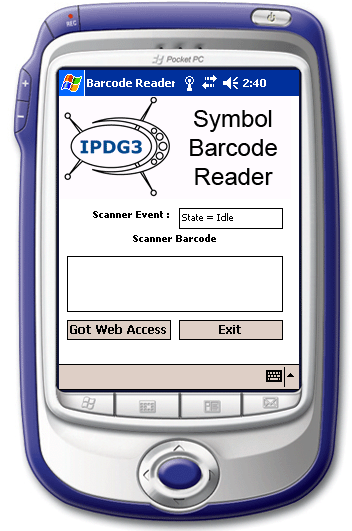 REC
Pocket PC
Barcode Reader 2:40
IPDG3
Symbol
Barcode
Reader
Scanner Event :
State = Idle
Scanner Barcode
Got Web Access
Exit